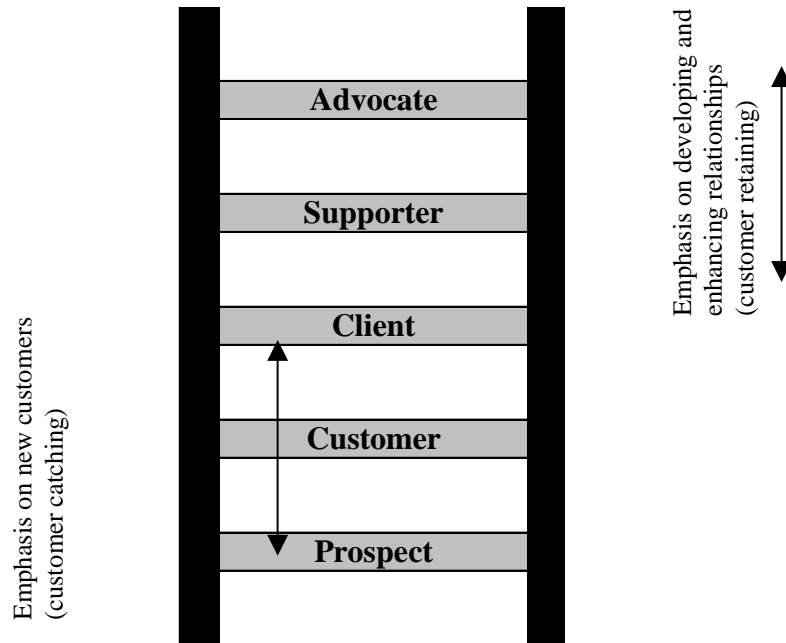 Advocate
Supporter
Client
Customer
Prospect
Emphasis on new customers
(customer catching)
Emphasis on developing and
enhancing relationships
(customer retaining)